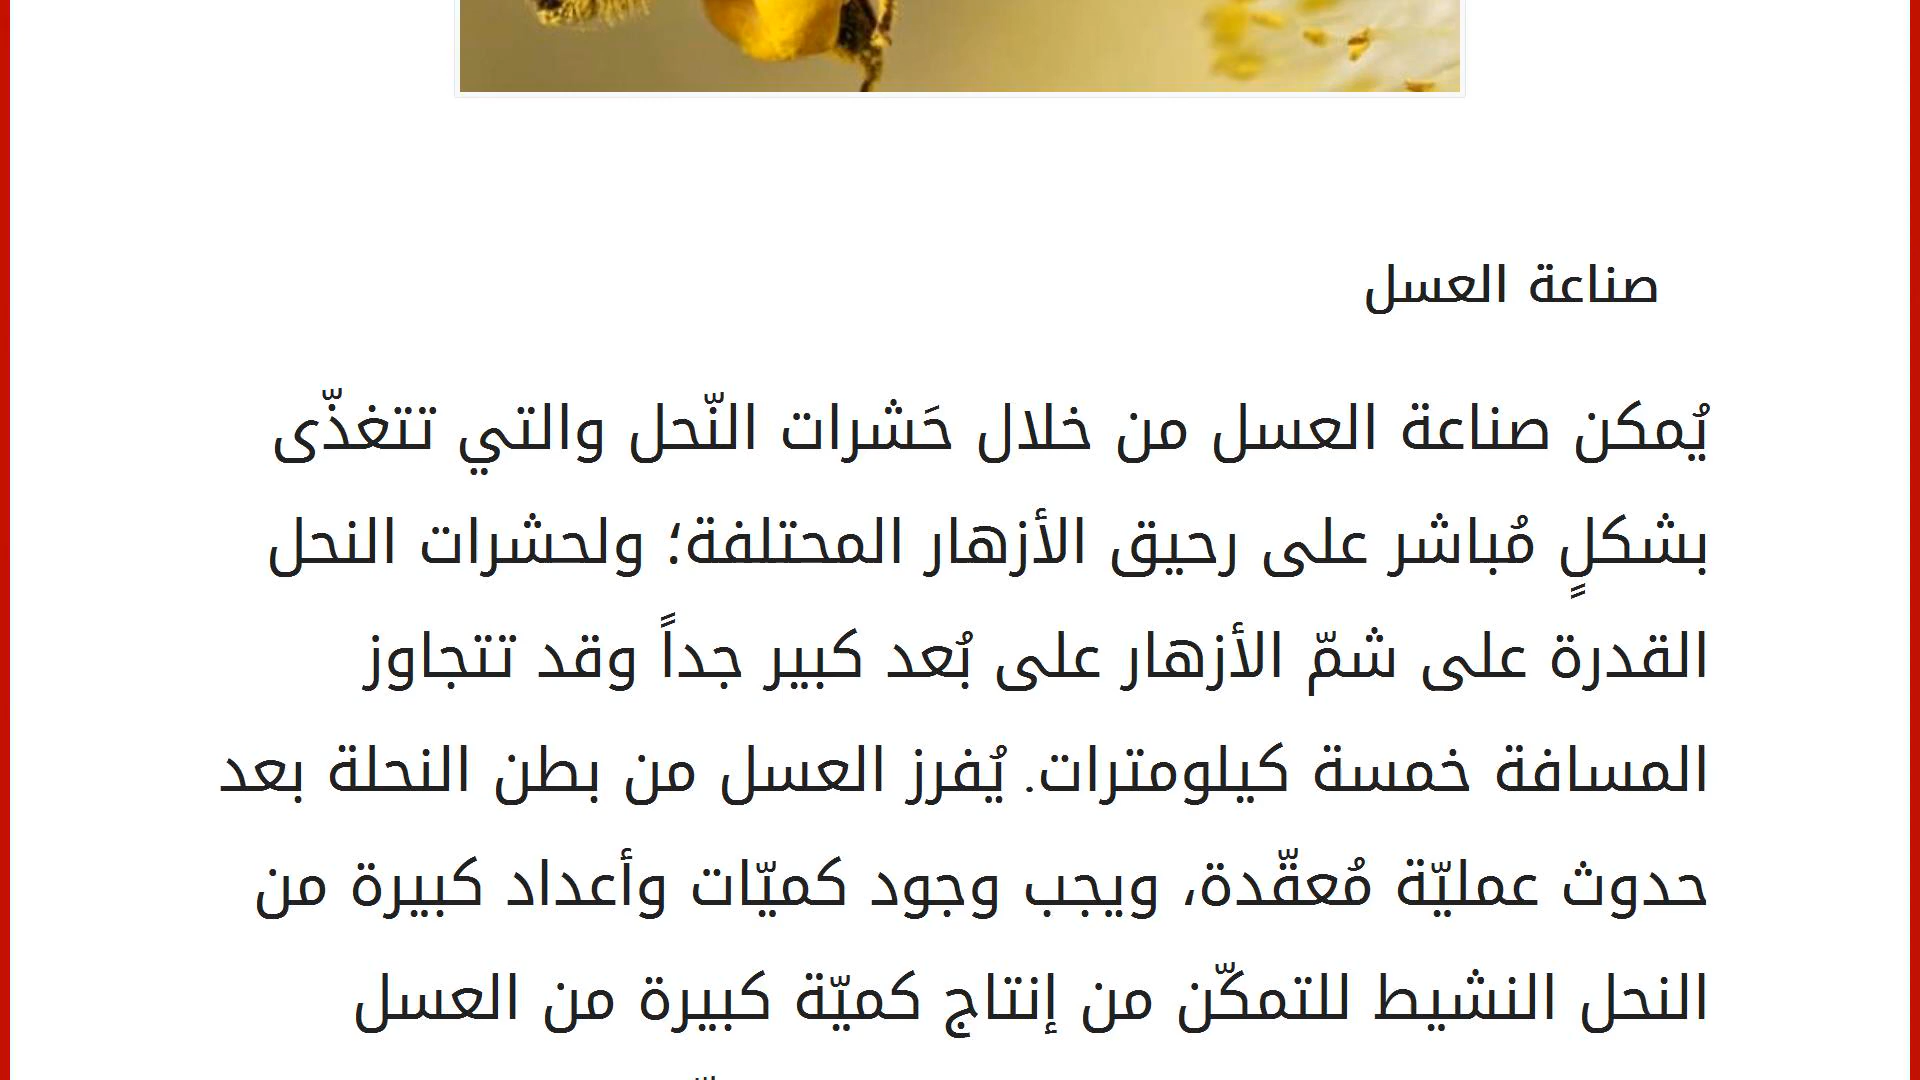 صناعة العسل
يُمكن صناعة العسل من خلال حَشرات النّحل والتي تتغذّى
بشكلٍ مُباشر على رحيق الأزهار المحتلفة؛ ولحشرات النحل
القدرة على شمّ الأزهار على بُعد كبير جداً وقد تتجاوز
المسافة خمسة كيلومترات. يُفرز العسل من بطن النحلة بعد
حدوث عمليّة مُعقّدة، ويجب وجود كميّات وأعداد كبيرة من
النحل النشيط للتمكّن من إنتاج كميّة كبيرة من العسل